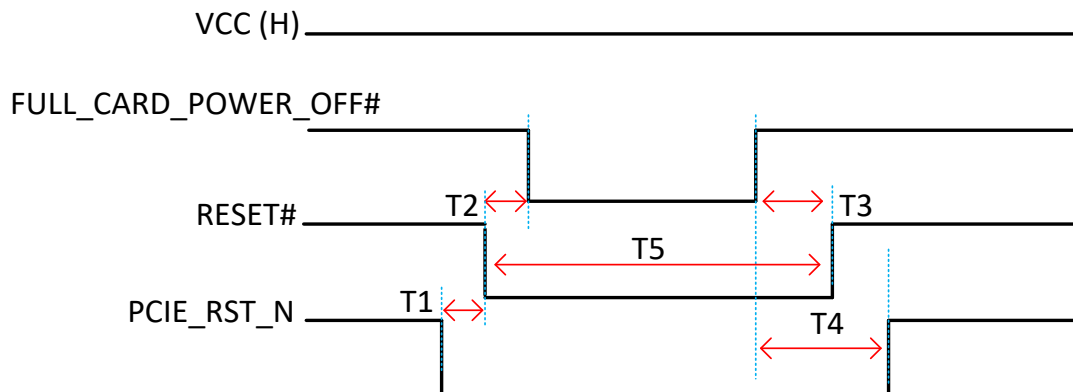 VCC (H)
FULL_CARD_POWER_OFF#
T2
T3
RESET#
T5
T1
PCIE_RST_N
T4